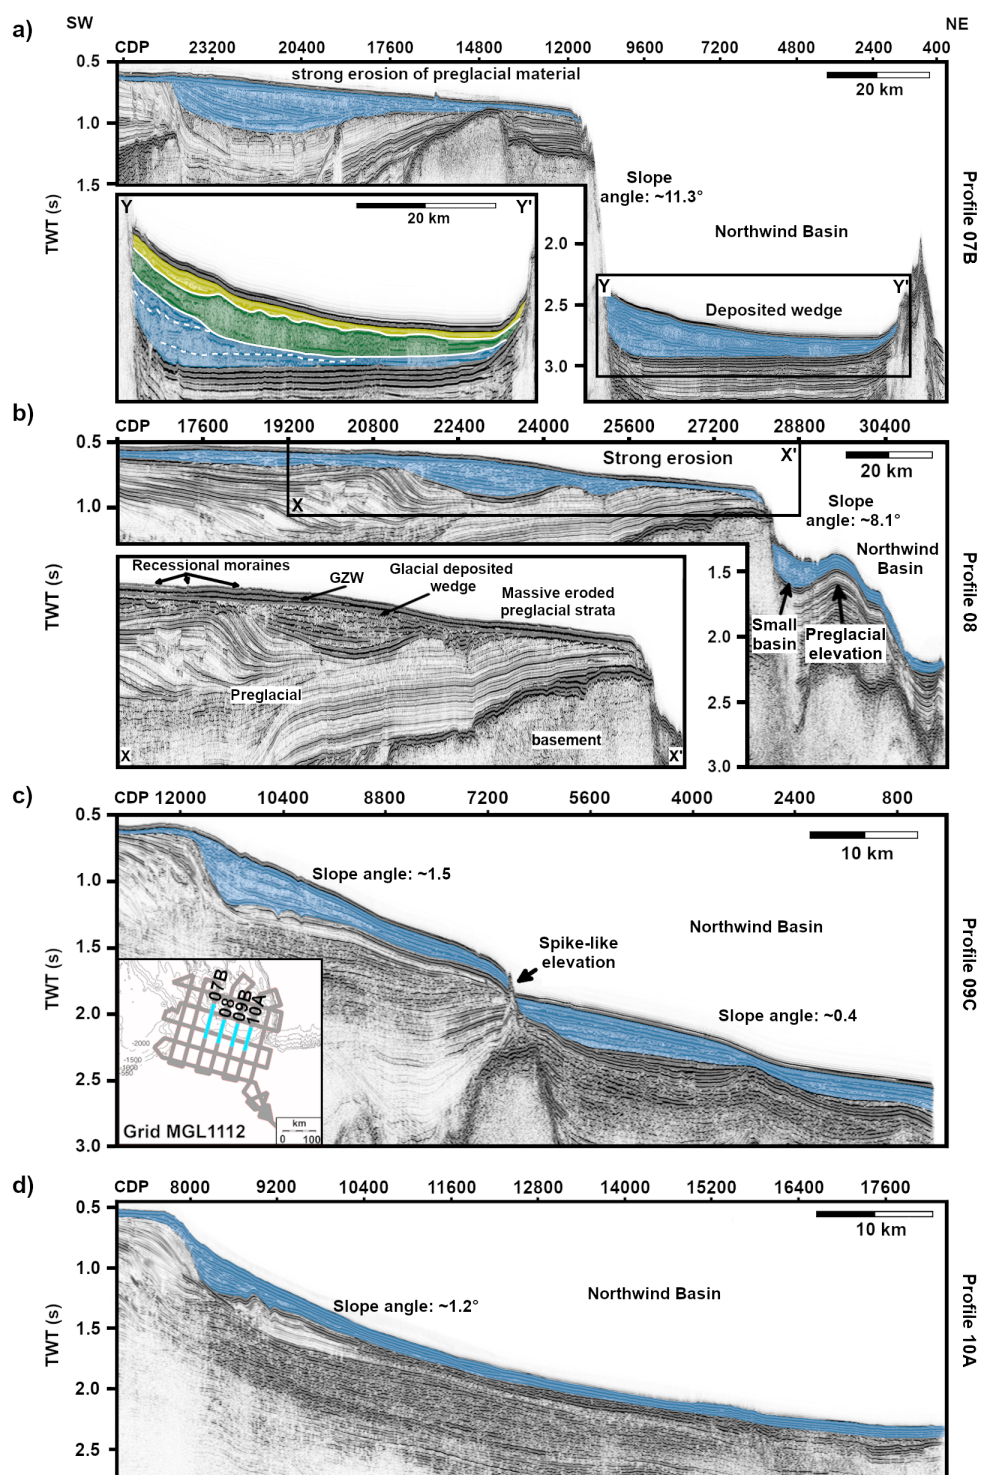 SW
NE
a)
CDP 23200 20400 17600 14800 12000 9600 7200 4800 2400 400
0.5
strong erosion of preglacial material
20 km
1.0
1.5
Slope
angle: ~11.3°
TWT (s)
Profile 07B
Y
Y'
20 km
2.0
Northwind Basin
2.5
Y
Y'
Deposited wedge
3.0
b)
CDP 17600 19200 20800 22400 24000 25600 27200 28800 30400
0.5
Strong erosion
X'
20 km
X
1.0
Slope
angle: ~8.1°
Northwind
Basin
TWT (s)
Profile 08
Recessional moraines
GZW
Glacial deposited
wedge
Massive eroded
preglacial strata
1.5
Small
basin
Preglacial
elevation
2.0
Preglacial
2.5
basement
X
X'
3.0
c)
CDP 12000 10400 8800 7200 5600 4000 2400 800
0.5
10 km
1.0
Slope angle: ~1.5
Northwind Basin
1.5
Spike-like
elevation
TWT (s)
Profile 09C
07B
08
09B
10A
2.0
Slope angle: ~0.4
-2000
-1500
-1000
2.5
km
0 100
Grid MGL1112
3.0
d)
CDP 8000 9200 10400 11600 12800 14000 15200 16400 17600
0.5
10 km
1.0
Northwind Basin
Slope angle: ~1.2°
1.5
TWT (s)
Profile 10A
2.0
2.5